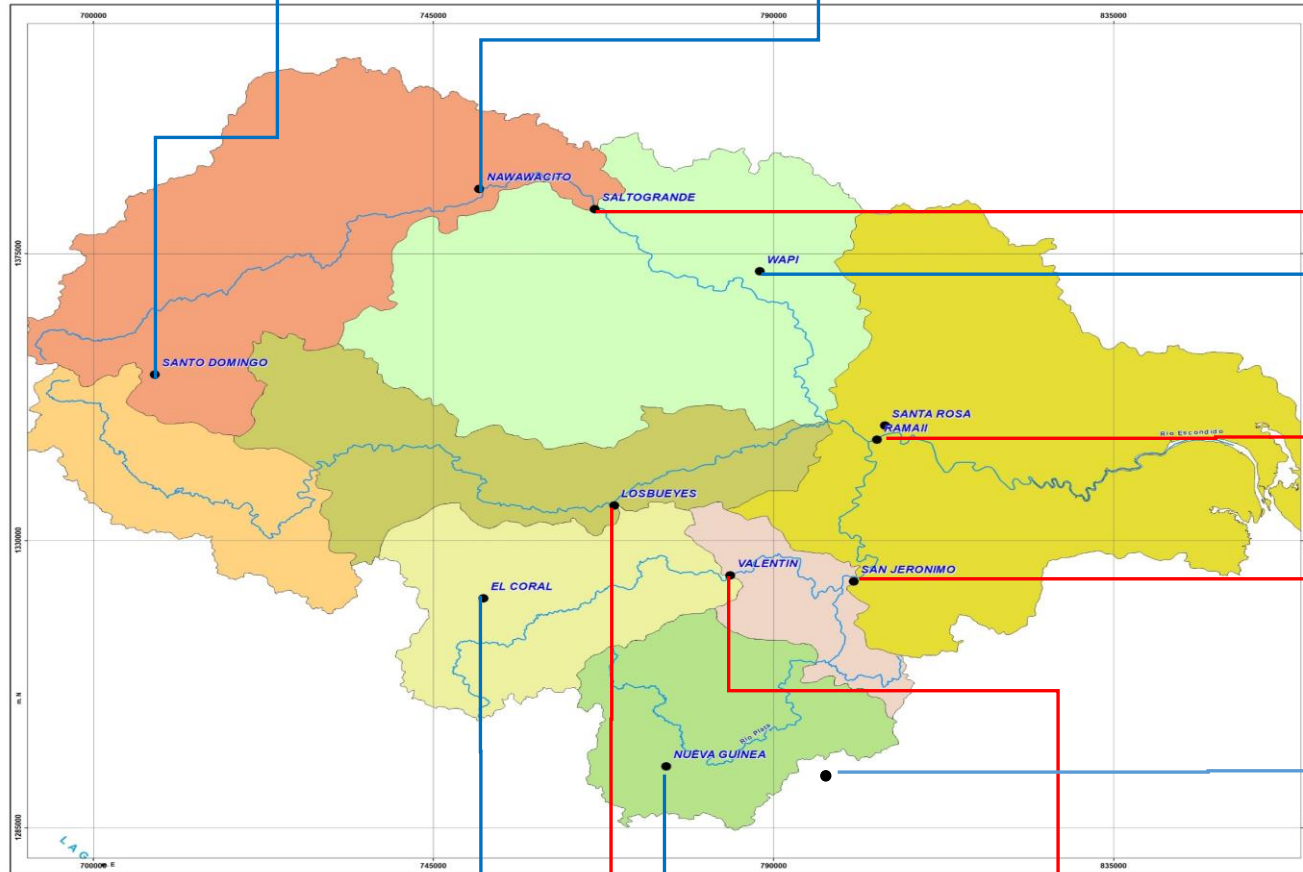 700000 745000 790000 835000
NAWAWACITO
SALTOGRANDE
1375000
WAPI
SANTO DOMINGO
SANTA ROSA
RAMAII
Rio Escondido
LOSBUEYES
1330000
VALENTIN
SAN JERONIMO
EL CORAL
m. N
Rio Plata
NUEVA GUINEA
1285000
LAG
700000 m. E 745000 790000 835000